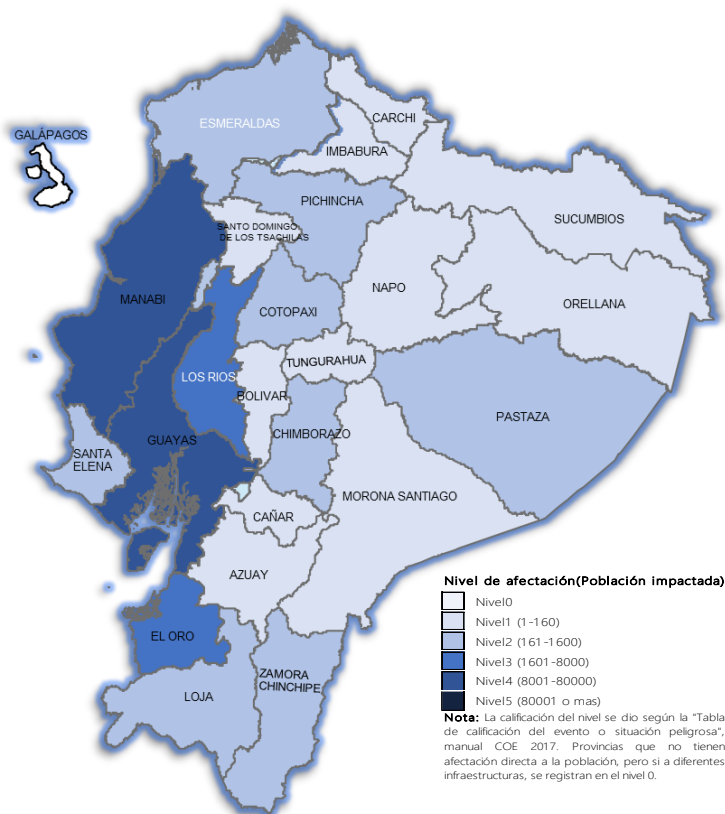 ESMERALDAS
CARCHI
GALÁPAGOS
IMBABURA
PICHINCHA
SUCUMBIOS
SANTO DOMINGO
DE LOS TSACHILAS
NAPO
MANABI
ORELLANA
COTOPAXI
TUNGURAHUA
LOS RIOS
BOLIVAR
PASTAZA
CHIMBORAZO
GUAYAS
SANTA
ELENA
MORONA SANTIAGO
CAÑAR
AZUAY
EL ORO
ZAMORA
CHINCHIPE
LOJA
Nivel de afectación(Población impactada)
Nivel0
Nivel1 (1-160)
Nivel2 (161-1600)
Nivel3 (1601-8000)
Nivel4 (8001-80000)
Nivel5 (80001 o mas)
Nota: La calificación del nivel se dio según la "Tabla
de calificación del evento o situación peligrosa",
manual COE 2017. Provincias que no tienen
afectación directa a la población, pero si a diferentes
infraestructuras, se registran en el nivel 0.